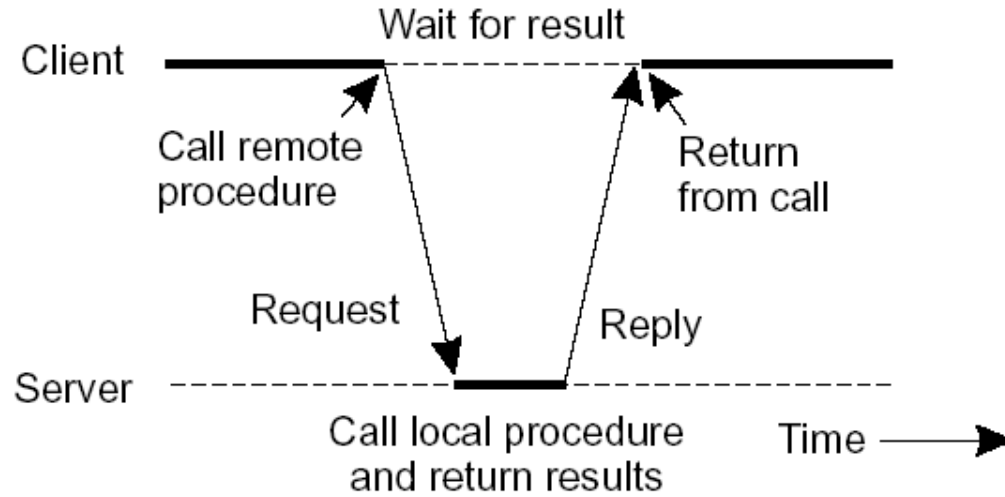 Wait for result
Client
Call remote
procedure
Return
from call
Request
Reply
Server
Call local procedure
and return results
Time